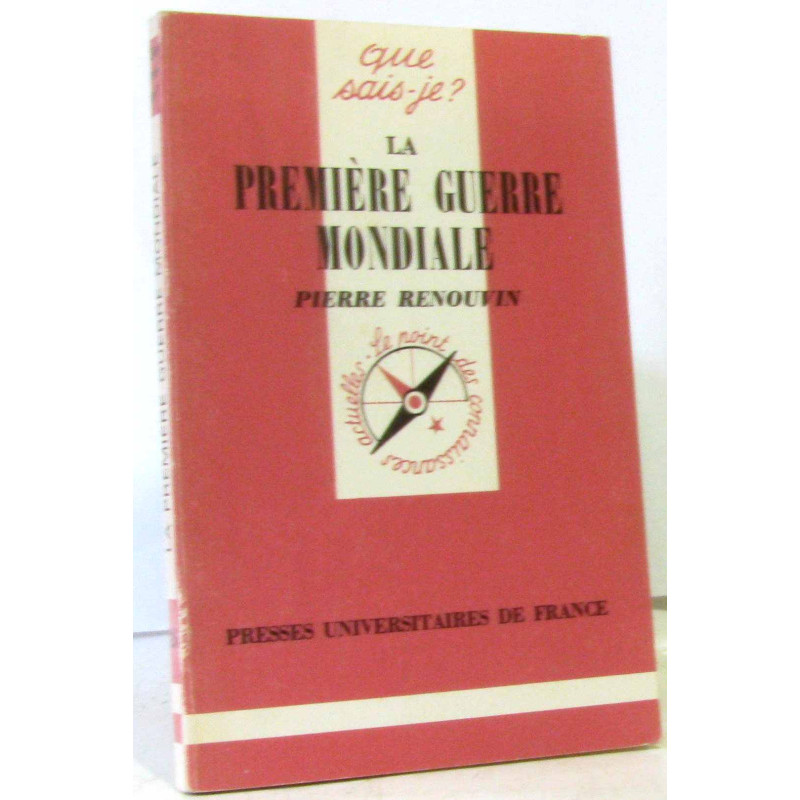 que
sais-je?
LA
PREMIÈRE GUERRE
MONDIALE
PIERRE RENOUVIN
Le point des connaissances actuelles.
PRESSES UNIVERSITAIRES DE FRANCE
LA PREMIÈRE GUERRE MONDIALE